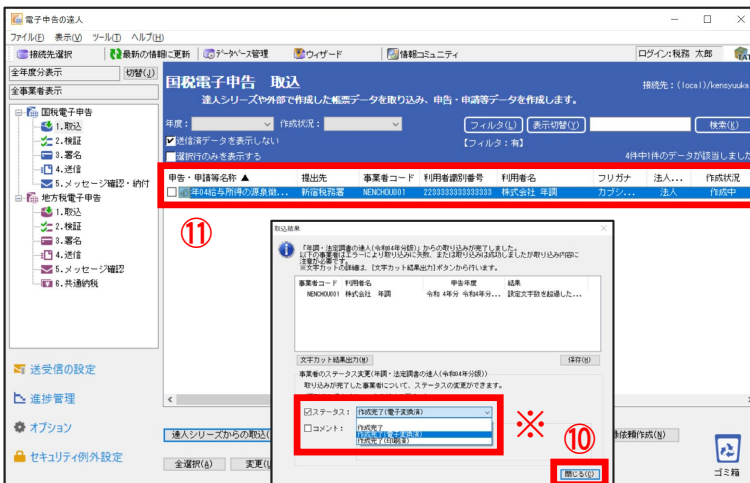 電子申告の達人
ファイル(F) 表示(V) ツール(T) ヘルプ(H)
接続先選択 最新の情報に更新 データベース管理 ウィザード 情報コミュニティ ログイン:税務 太郎
全年度分表示 切替(J)
全事業者表示
国税電子申告
1.取込
2.検証
3.署名
4.送信
5.メッセージ確認・納付
地方税電子申告
1.取込
2.検証
3.署名
4.送信
5.メッセージ確認
6.共通納税
送受信の設定
進捗管理
オプション
セキュリティ例外設定
国税電子申告 取込
接続先:(local)/kensyuuka
達人シリーズや外部で作成した帳票データを取り込み、申告・申請等データを作成します。
年度: 作成状況: フィルタ(L) 表示切替(Y) 検索(K)
送信済データを表示しない 【フィルタ:有】
選択行のみを表示する 4件中1件のデータが該当しました
申告・申請等名称 ▲ 提出先 事業者コード 利用者識別番号 利用者名 フリガナ 法人... 作成状況
年04給与所得の源泉徴... 新宿税務署 NENCHOU001 2233333333333333 株式会社 年調 カブシ... 法人 作成中
⑪
取込結果
「年調・法定調書の達人(令和04年分版)」からの取り込みが完了しました。
以下の事業者はエラーにより取り込みに失敗、または取り込みは成功しましたが取り込み内容に
注意が必要です。
※文字カットの詳細は、[文字カット結果出力]ボタンから行います。
事業者コード 利用者名 申告年度 結果
NENCHOU001 株式会社 年調 令和 4年分 令和4年分... 設定文字数を超過した...
文字カット結果出力(M) 保存(H)
事業者のステータス変更(年調・法定調書の達人(令和04年分版))
取り込みが完了した事業者について、ステータスの変更ができます。
ステータス: 作成完了(電子変換済)
コメント: 作成完了
作成完了(電子変換済)
作成完了(印刷済)
※
⑩
閉じる(C)
達人シリーズからの取込( 依頼作成(N)
全選択(A) 変更(U
ゴミ箱